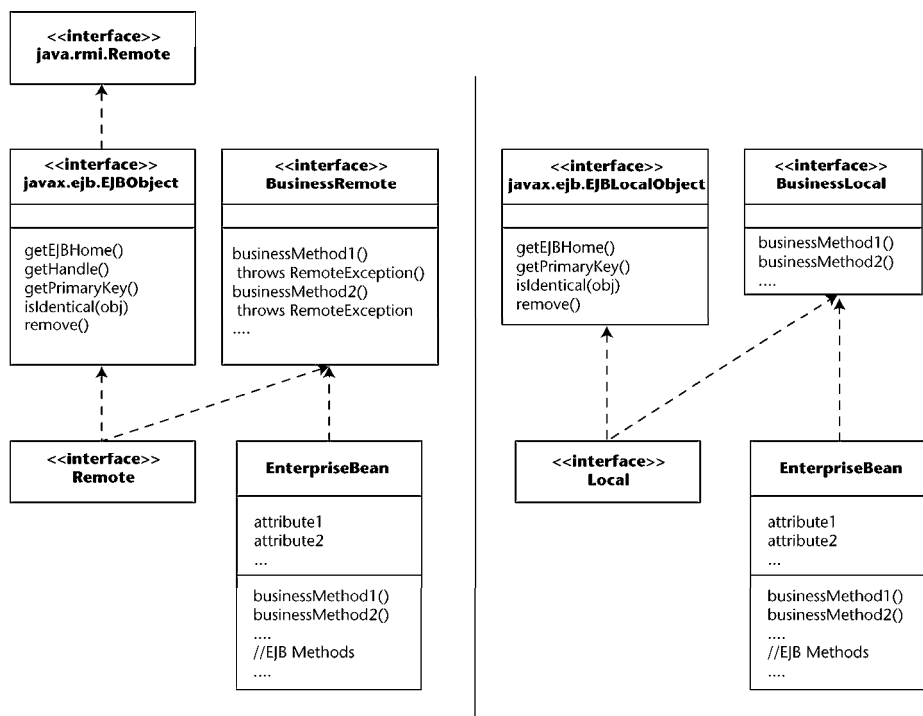 <<interface>>
java.rmi.Remote
<<interface>>
javax.ejb.EJBObject
getEJBHome()
getHandle()
getPrimaryKey()
isIdentical(obj)
remove()
<<interface>>
BusinessRemote
businessMethod1()
throws RemoteException()
businessMethod2()
throws RemoteException
....
<<interface>>
Remote
EnterpriseBean
attribute1
attribute2
...
businessMethod1()
businessMethod2()
....
//EJB Methods
....
<<interface>>
javax.ejb.EJBLocalObject
getEJBHome()
getPrimaryKey()
isIdentical(obj)
remove()
<<interface>>
BusinessLocal
businessMethod1()
businessMethod2()
....
<<interface>>
Local
EnterpriseBean
attribute1
attribute2
...
businessMethod1()
businessMethod2()
....
//EJB Methods
....